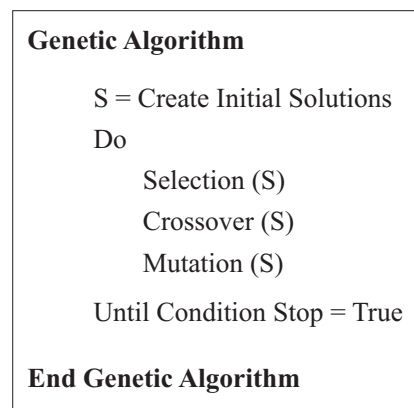 Genetic Algorithm
S = Create Initial Solutions
Do
Selection (S)
Crossover (S)
Mutation (S)
Until Condition Stop = True
End Genetic Algorithm